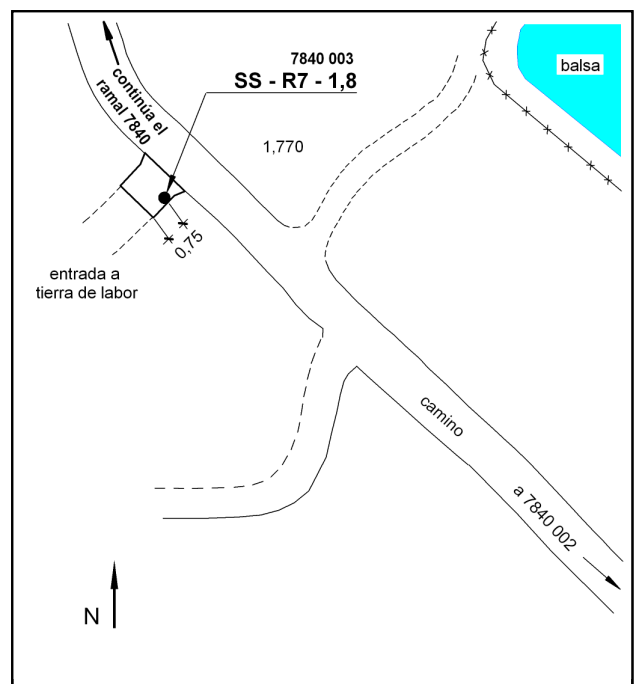 7840 003
SS - R7 - 1,8
balsa
continúa el
ramal 7840
1,770
0,75
entrada a
tierra de labor
camino
a 7840 002
N